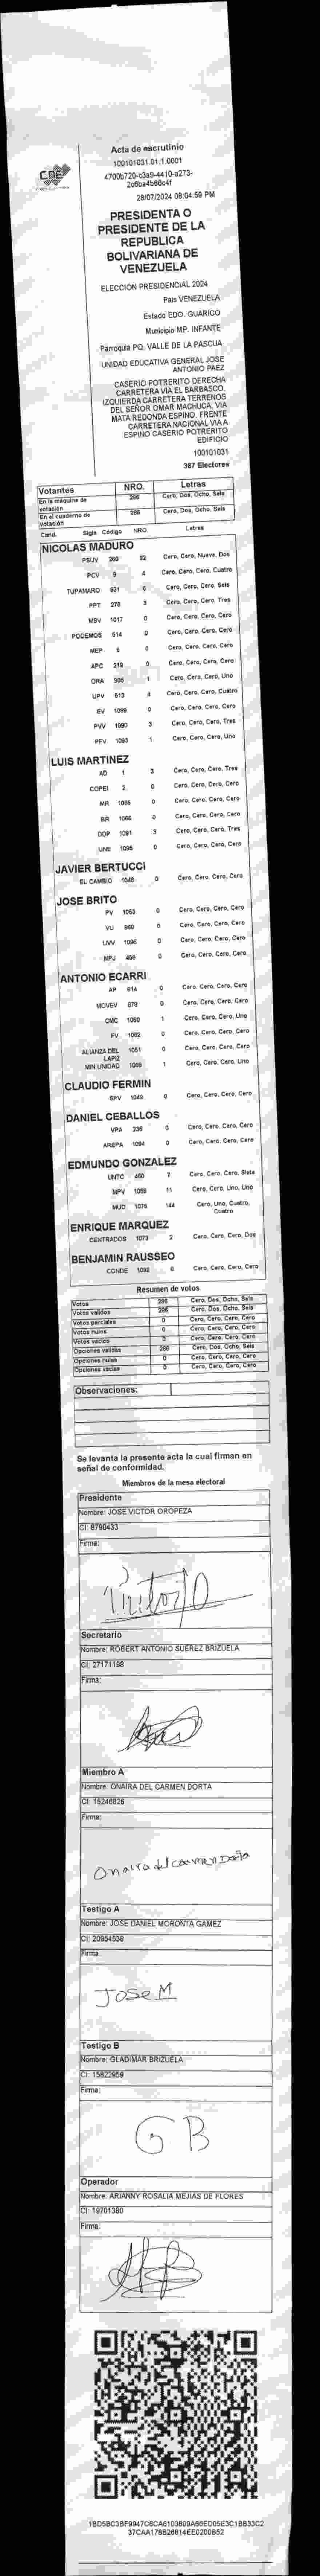 CNE
Acta de escrutinio
100101031.01.1.0001
4700b720-b3a9-4410-a273-
2a6ba4b80c4f
28/07/2024 08:04:59 PM
PRESIDENTA O
PRESIDENTE DE LA
REPUBLICA
BOLIVARIANA DE
VENEZUELA
ELECCIÓN PRESIDENCIAL 2024
Pais VENEZUELA
Estado EDO. GUARICO
Municipio MP. INFANTE
Parroquia PQ. VALLE DE LA PASCUA
UNIDAD EDUCATIVA GENERAL JOSE
ANTONIO PAEZ
CASERIO POTRERITO DERECHA
CARRETERA VIA EL BARBASCO.
IZQUIERDA CARRETERA TERRENOS
DEL SEÑOR OMAR MACHUCA, VIA
MATA REDONDA ESPINO. FRENTE
CARRETERA NACIONAL VIA A
ESPINO CASERIO POTRERITO
EDIFICIO
100101031
387 Electores
Votantes NRO. Letras
En la máquina de votación 286 Cero, Dos, Ocho, Seis
En el cuaderno de votación 286 Cero, Dos, Ocho, Seis
Cand. Sigla Código NRO. Letras
NICOLAS MADURO
PSUV 92 Cero, Cero, Nueve, Dos
PCV 4 Cero, Cero, Cero, Cuatro
TUPAMARO 931 6 Cero, Cero, Cero, Seis
PPT 278 3 Cero, Cero, Cero, Tres
MSV 1017 0 Cero, Cero, Cero, Cero
PODEMOS 514 0 Cero, Cero, Cero, Cero
MEP 6 0 Cero, Cero, Cero, Cero
APC 219 0 Cero, Cero, Cero, Cero
ORA 906 1 Cero, Cero, Cero, Uno
UPV 513 4 Cero, Cero, Cero, Cuatro
EV 1089 0 Cero, Cero, Cero, Cero
PVV 1090 3 Cero, Cero, Cero, Tres
PFV 1093 1 Cero, Cero, Cero, Uno
LUIS MARTINEZ
AD 1 3 Cero, Cero, Cero, Tres
COPEI 2 0 Cero, Cero, Cero, Cero
MR 1065 0 Cero, Cero, Cero, Cero
BR 1066 0 Cero, Cero, Cero, Cero
DDP 1091 3 Cero, Cero, Cero, Tres
UNE 1095 0 Cero, Cero, Cero, Cero
JAVIER BERTUCCI
EL CAMBIO 1048 0 Cero, Cero, Cero, Cero
JOSE BRITO
PV 1053 0 Cero, Cero, Cero, Cero
VU 969 0 Cero, Cero, Cero, Cero
UVV 1096 0 Cero, Cero, Cero, Cero
MPJ 456 0 Cero, Cero, Cero, Cero
ANTONIO ECARRI
AP 614 0 Cero, Cero, Cero, Cero
MOVEV 979 0 Cero, Cero, Cero, Cero
CMC 1050 1 Cero, Cero, Cero, Uno
FV 1062 0 Cero, Cero, Cero, Cero
ALIANZA DEL LAPIZ 1051 0 Cero, Cero, Cero, Cero
MIN UNIDAD 1069 1 Cero, Cero, Cero, Uno
CLAUDIO FERMIN
SPV 1049 0 Cero, Cero, Cero, Cero
DANIEL CEBALLOS
VPA 236 0 Cero, Cero, Cero, Cero
AREPA 1094 0 Cero, Cero, Cero, Cero
EDMUNDO GONZALEZ
UNTC 460 7 Cero, Cero, Cero, Siete
MPV 1059 11 Cero, Cero, Uno, Uno
MUD 1075 144 Cero, Uno, Cuatro, Cuatro
ENRIQUE MARQUEZ
CENTRADOS 1073 2 Cero, Cero, Cero, Dos
BENJAMIN RAUSSEO
CONDE 1092 0 Cero, Cero, Cero, Cero
Resumen de votos
Votos 286 Cero, Dos, Ocho, Seis
Votos validos 286 Cero, Dos, Ocho, Seis
Votos parciales 0 Cero, Cero, Cero, Cero
Votos nulos 0 Cero, Cero, Cero, Cero
Votos vacios 0 Cero, Cero, Cero, Cero
Opciones validas 286 Cero, Dos, Ocho, Seis
Opciones nulas 0 Cero, Cero, Cero, Cero
Opciones vacias 0 Cero, Cero, Cero, Cero
Observaciones:
Se levanta la presente acta la cual firman en
señal de conformidad.
Miembros de la mesa electoral
Presidente
Nombre: JOSE VICTOR OROPEZA
CI: 8790433
Firma:
Secretario
Nombre: ROBERT ANTONIO SUEREZ BRIZUELA
CI: 27171198
Firma:
Miembro A
Nombre: ONAIRA DEL CARMEN DORTA
CI: 15246826
Firma:
Onaira del carmen Dorta
Testigo A
Nombre: JOSE DANIEL MORONTA GAMEZ
CI: 20954538
Firma:
Jose M
Testigo B
Nombre: GLADIMAR BRIZUELA
CI: 15822959
Firma:
GB
Operador
Nombre: ARIANNY ROSALIA MEJIAS DE FLORES
CI: 19701380
Firma:
1BD5BC3BF9947C6CA6103809A66ED05E3C1BB33C2
37CAA178B26614EE0200B52